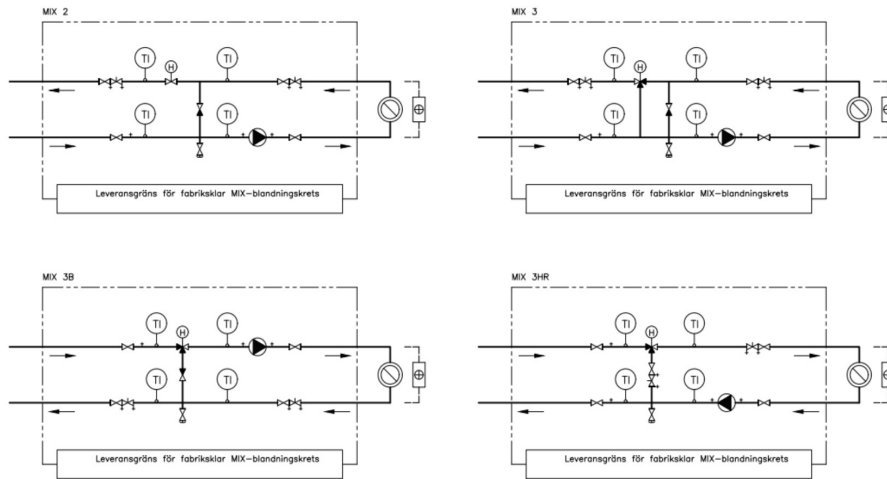 MIX 2
TI
H
TI
TI
TI
Leveransgräns för fabriksklar MIX-blandningskrets
MIX 3
TI
H
TI
TI
TI
Leveransgräns för fabriksklar MIX-blandningskrets
MIX 3B
TI
H
TI
TI
TI
Leveransgräns för fabriksklar MIX-blandningskrets
MIX 3HR
TI
H
TI
TI
TI
Leveransgräns för fabriksklar MIX-blandningskrets